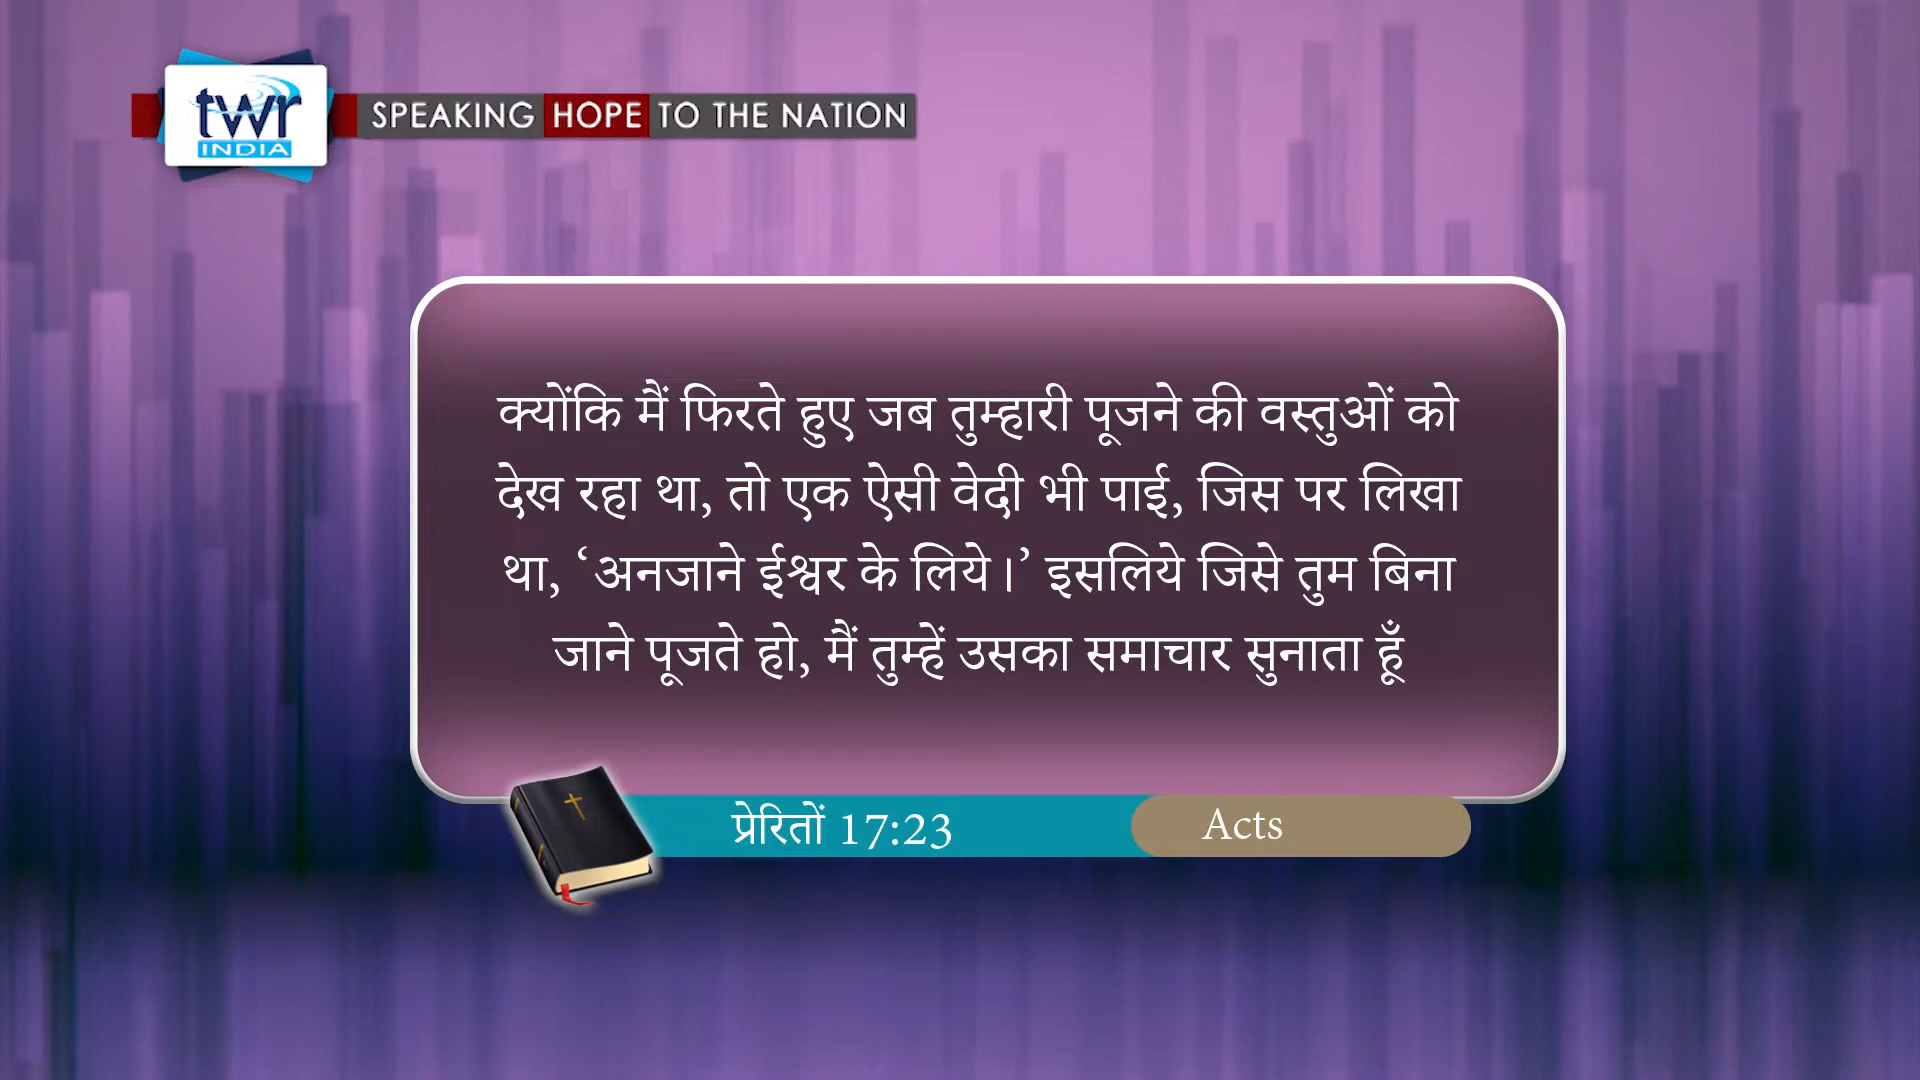 twr
INDIA
SPEAKING HOPE TO THE NATION
क्योंकि मैं फिरते हुए जब तुम्हारी पूजने की वस्तुओं को
देख रहा था, तो एक ऐसी वेदी भी पाई, जिस पर लिखा
था, ‘अनजाने ईश्वर के लिये।’ इसलिये जिसे तुम बिना
जाने पूजते हो, मैं तुम्हें उसका समाचार सुनाता हूँ
प्रेरितों 17:23 Acts